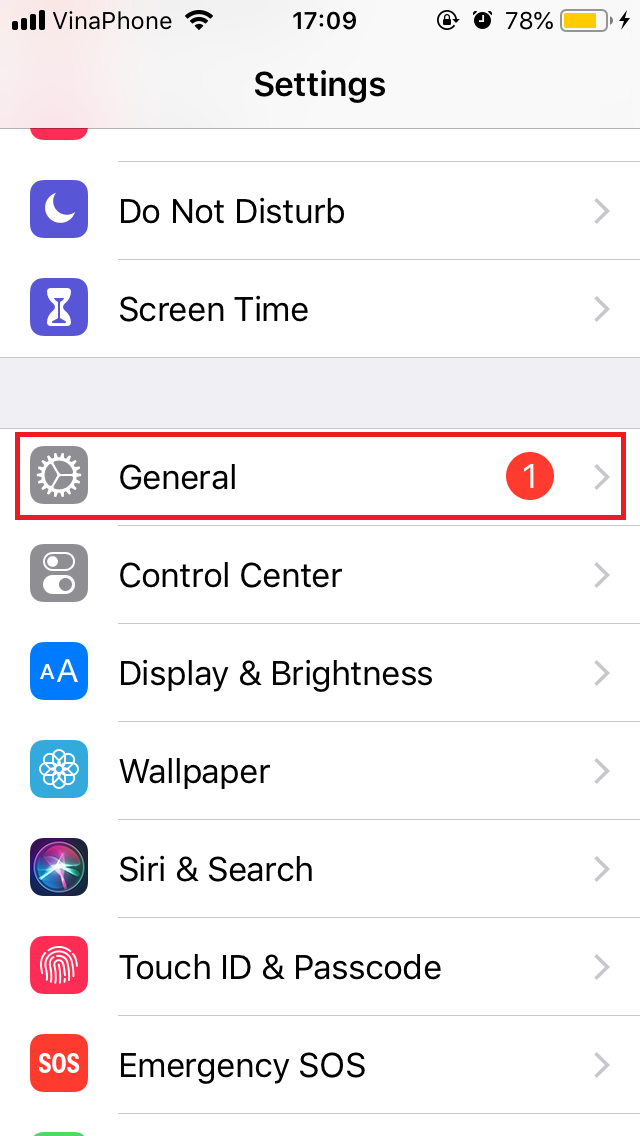 VinaPhone 17:09 78%
Settings
Do Not Disturb
Screen Time
General 1
Control Center
AA Display & Brightness
Wallpaper
Siri & Search
Touch ID & Passcode
SOS Emergency SOS